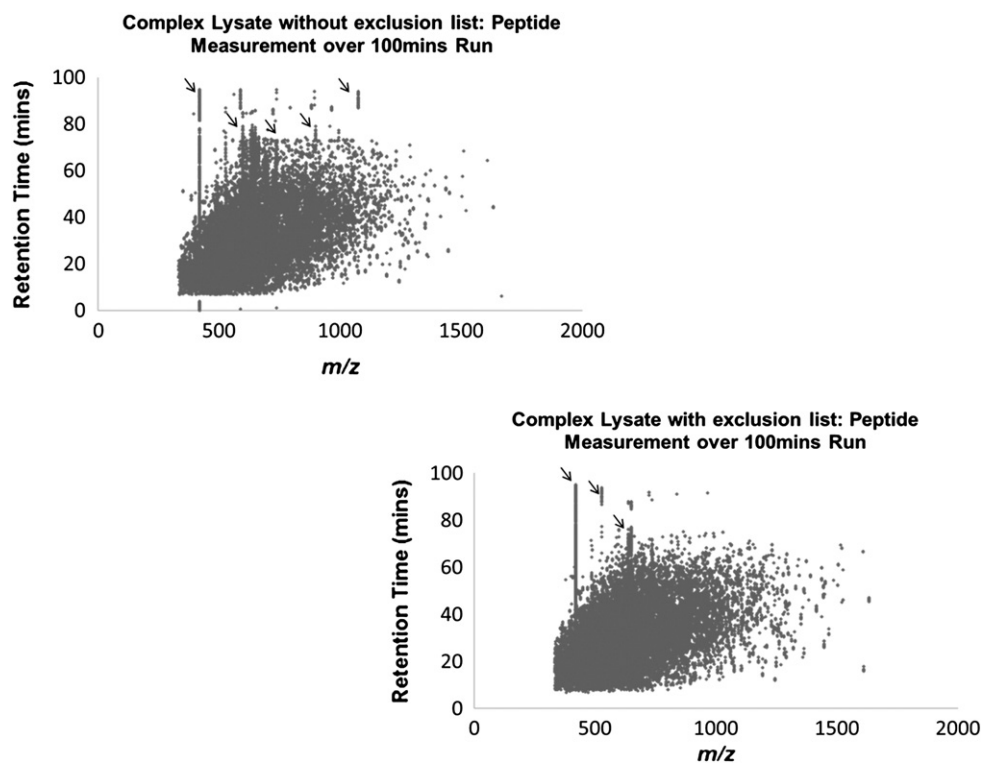 Complex Lysate without exclusion list: Peptide
Measurement over 100mins Run
Retention Time (mins)
100
80
60
40
20
0
0 500 1000 1500 2000
m/z
Complex Lysate with exclusion list: Peptide
Measurement over 100mins Run
Retention Time (mins)
100
80
60
40
20
0
0 500 1000 1500 2000
m/z